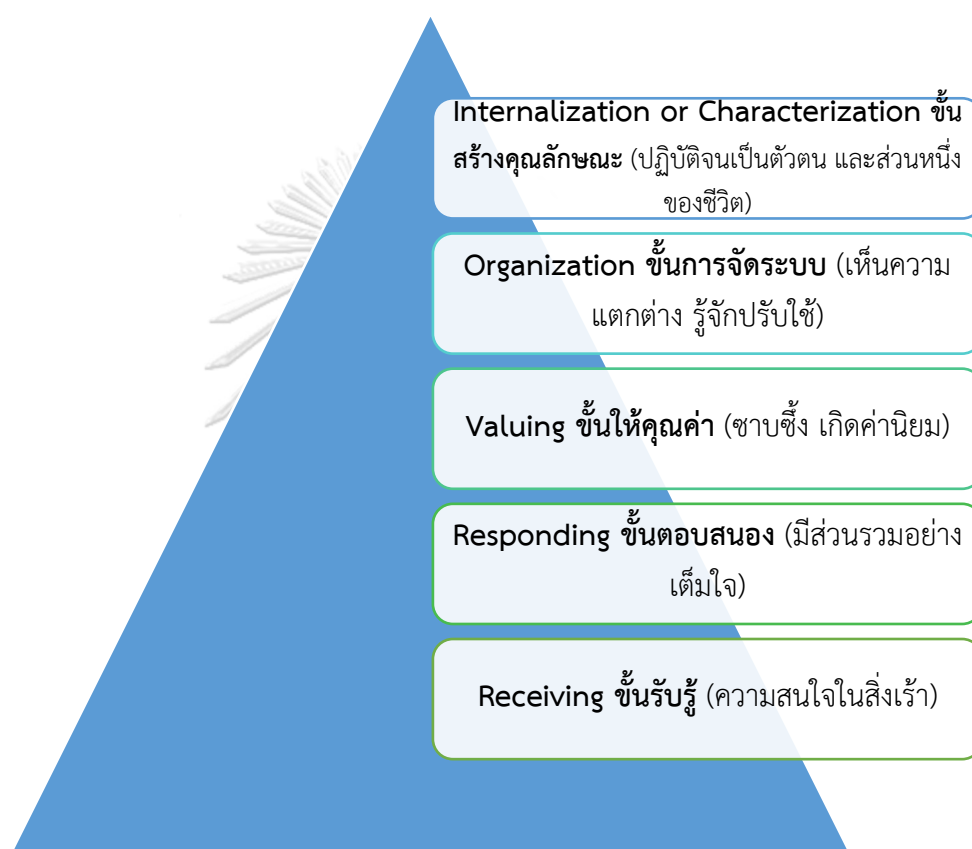 Internalization or Characterization ขั้น
สร้างคุณลักษณะ (ปฏิบัติจนเป็นตัวตน และส่วนหนึ่ง
ของชีวิต)
Organization ขั้นการจัดระบบ (เห็นความ
แตกต่าง รู้จักปรับใช้)
Valuing ขั้นให้คุณค่า (ซาบซึ้ง เกิดค่านิยม)
Responding ขั้นตอบสนอง (มีส่วนรวมอย่าง
เต็มใจ)
Receiving ขั้นรับรู้ (ความสนใจในสิ่งเร้า)